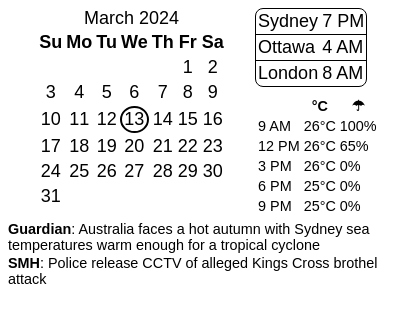 March 2024
Su Mo Tu We Th Fr Sa
1 2
3 4 5 6 7 8 9
10 11 12 13 14 15 16
17 18 19 20 21 22 23
24 25 26 27 28 29 30
31
Sydney 7 PM
Ottawa 4 AM
London 8 AM
°C ☂
9 AM 26°C 100%
12 PM 26°C 65%
3 PM 26°C 0%
6 PM 25°C 0%
9 PM 25°C 0%
Guardian: Australia faces a hot autumn with Sydney sea
temperatures warm enough for a tropical cyclone
SMH: Police release CCTV of alleged Kings Cross brothel
attack